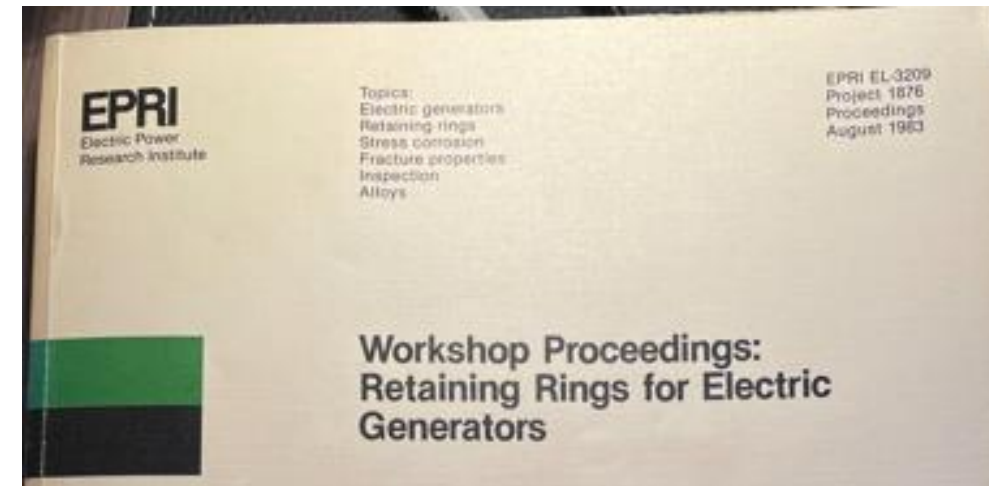 EPRI
Electric Power
Research Institute
Topics:
Electric generators
Retaining rings
Stress corrosion
Fracture properties
Inspection
Alloys
EPRI EL-3209
Project 1876
Proceedings
August 1983
Workshop Proceedings:
Retaining Rings for Electric
Generators